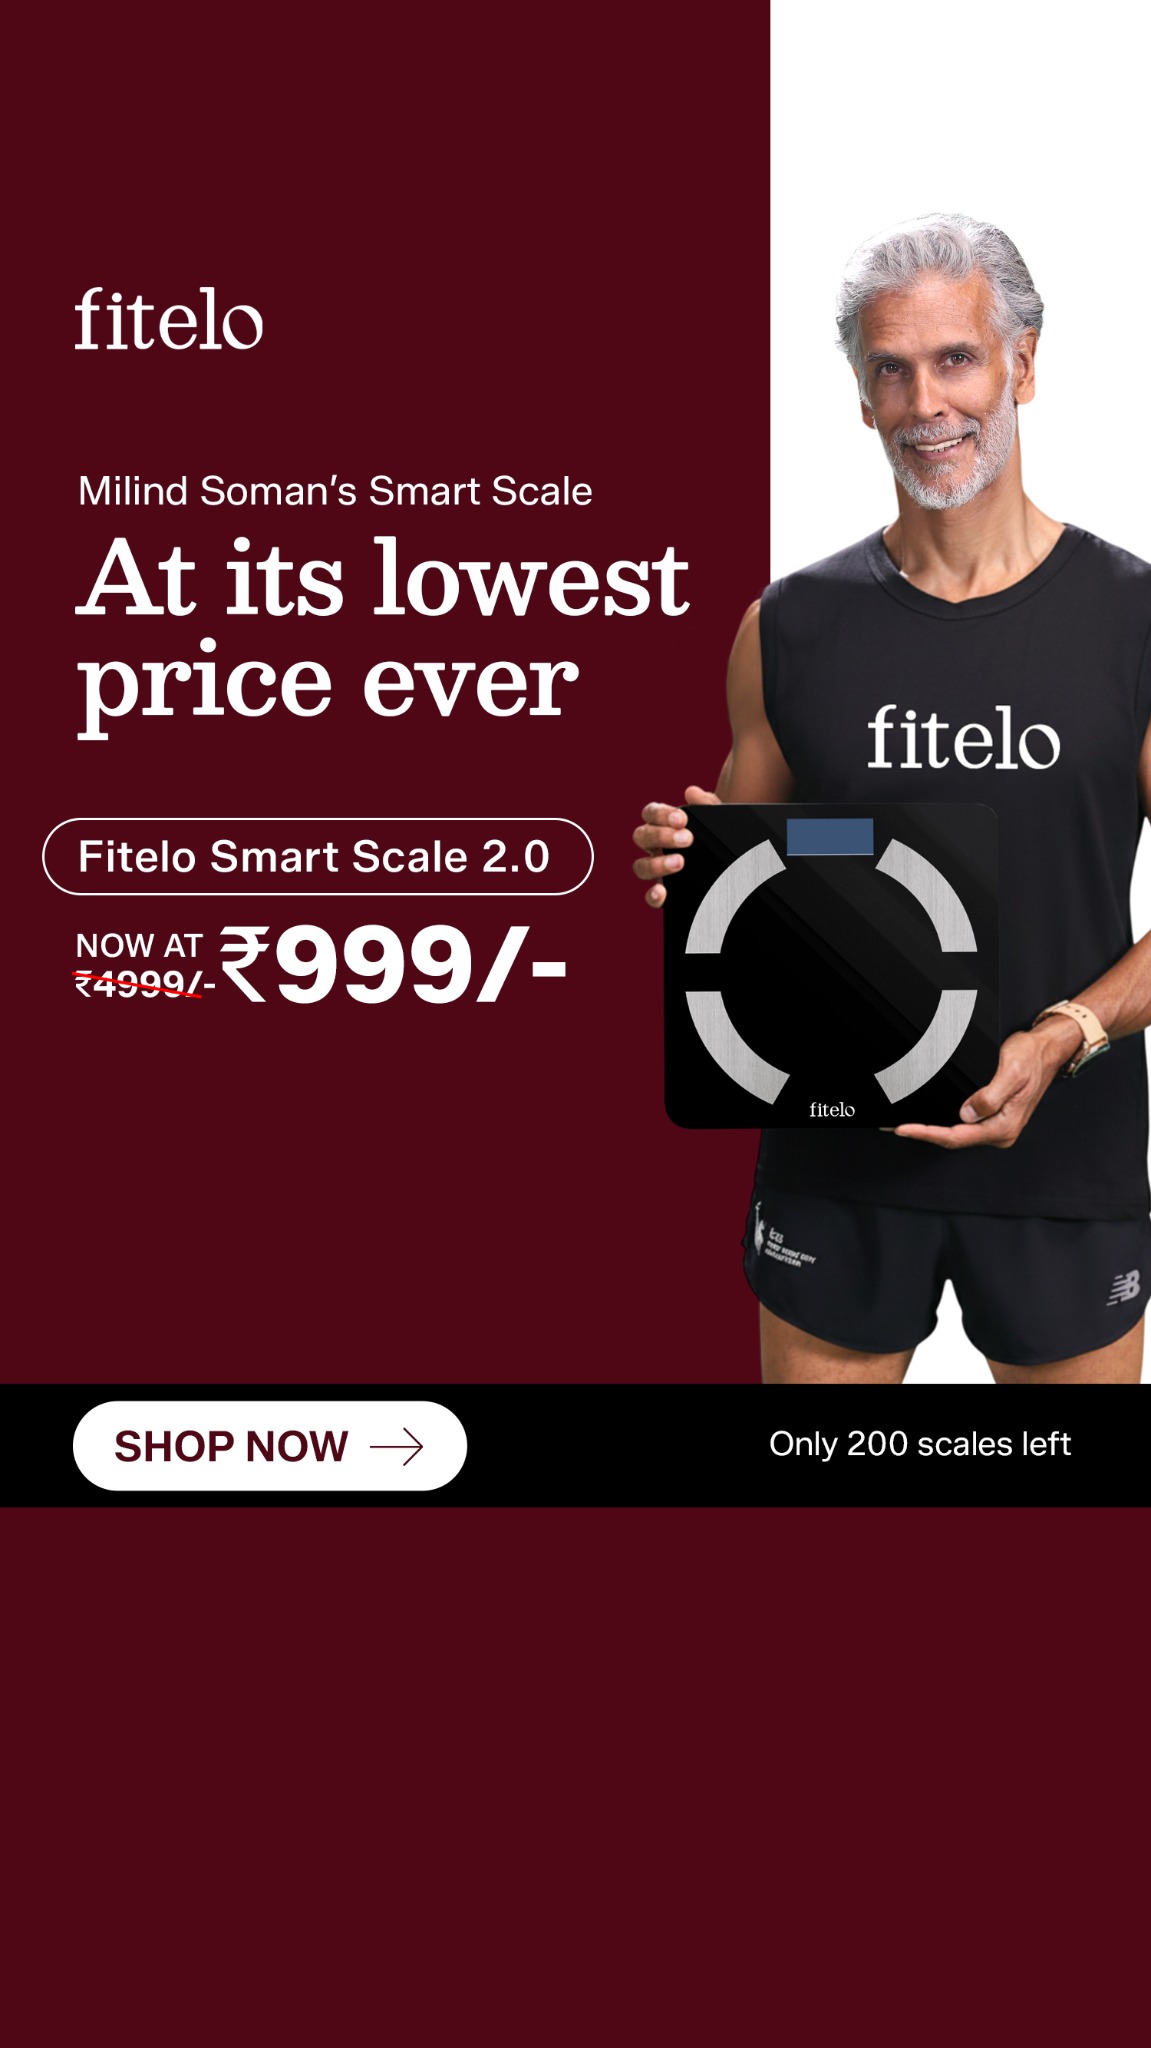 fitelo
Milind Soman's Smart Scale
At its lowest
price ever
Fitelo Smart Scale 2.0
NOW AT
₹4999/-
₹999/-
fitelo
fitelo
SHOP NOW
Only 200 scales left